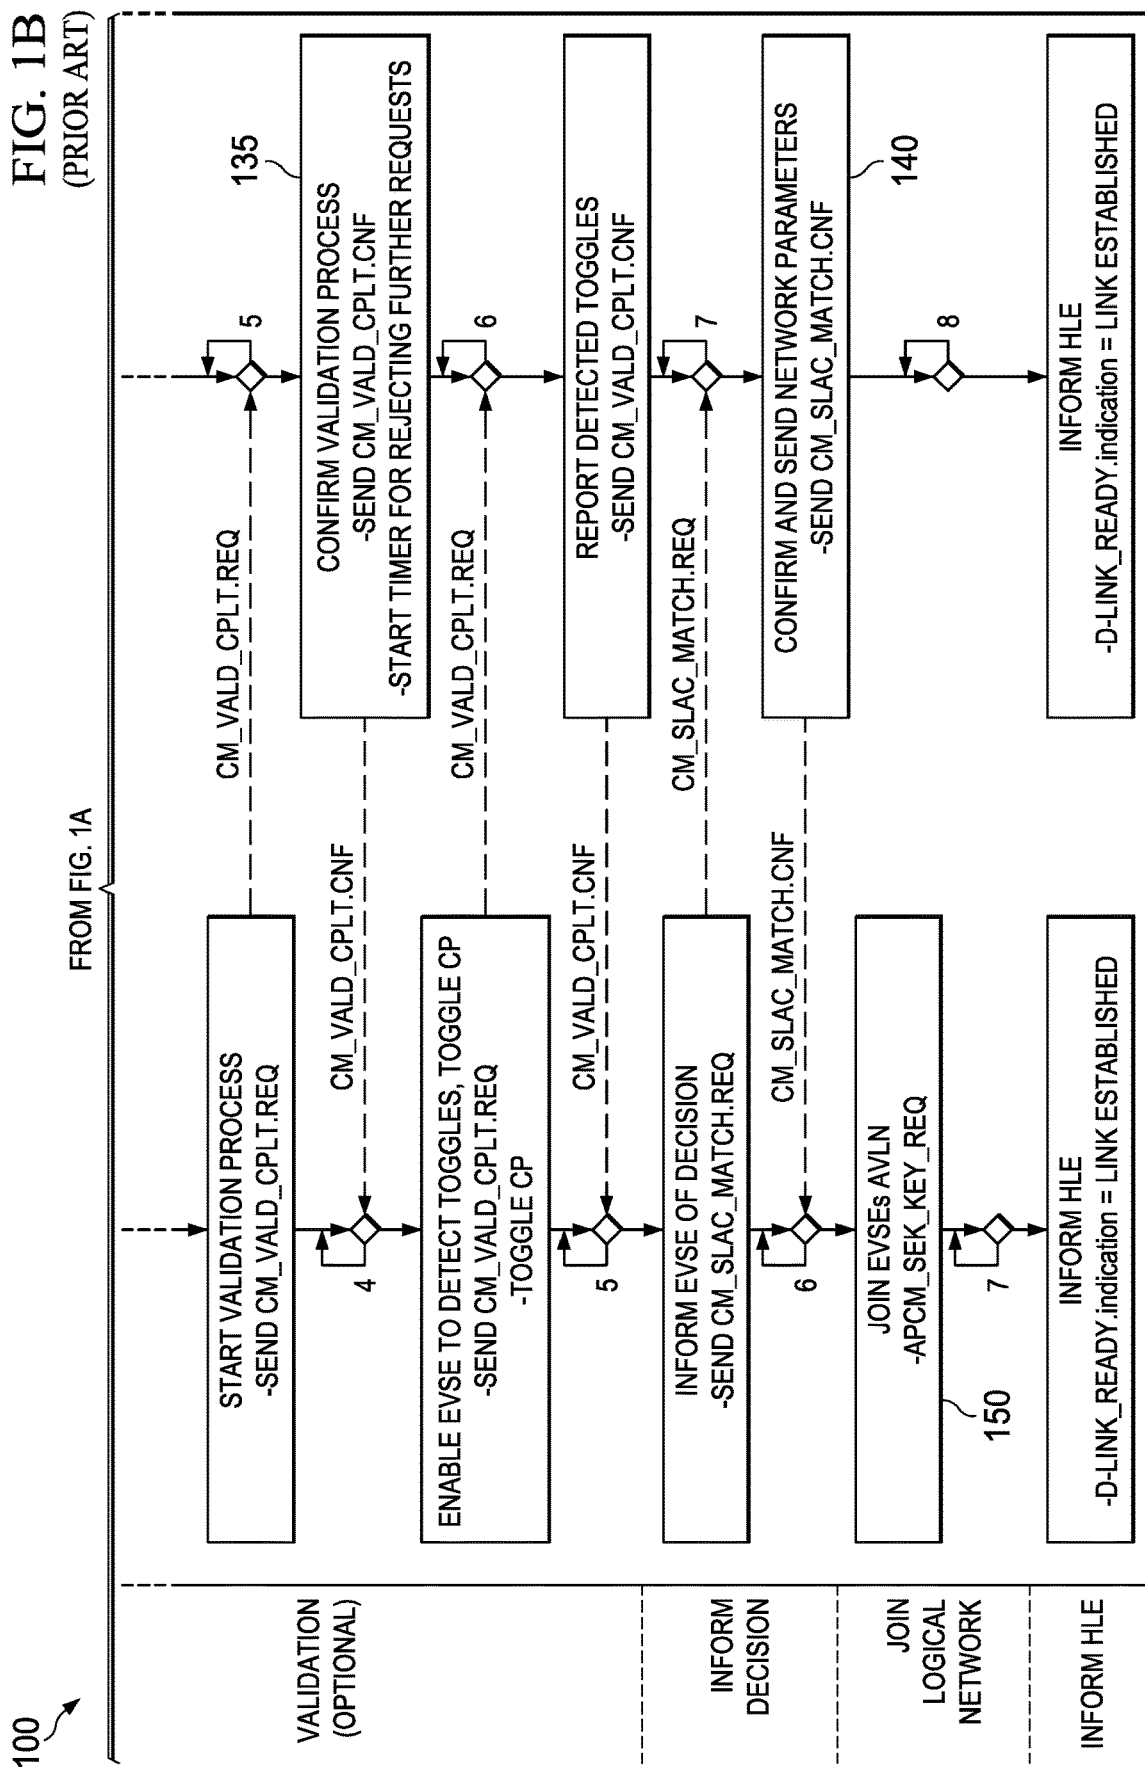 100
FIG. 1B
(PRIOR ART)
FROM FIG. 1A
VALIDATION
(OPTIONAL)
START VALIDATION PROCESS
-SEND CM_VALD_CPLT.REQ
CM_VALD_CPLT.REQ
5
135
CONFIRM VALIDATION PROCESS
-SEND CM_VALD_CPLT.CNF
-START TIMER FOR REJECTING FURTHER REQUESTS
4
CM_VALD_CPLT.CNF
ENABLE EVSE TO DETECT TOGGLES, TOGGLE CP
-SEND CM_VALD_CPLT.REQ
-TOGGLE CP
CM_VALD_CPLT.REQ
6
REPORT DETECTED TOGGLES
-SEND CM_VALD_CPLT.CNF
5
CM_VALD_CPLT.CNF
INFORM
DECISION
INFORM EVSE OF DECISION
-SEND CM_SLAC_MATCH.REQ
CM_SLAC_MATCH.REQ
7
CONFIRM AND SEND NETWORK PARAMETERS
-SEND CM_SLAC_MATCH.CNF
140
6
CM_SLAC_MATCH.CNF
JOIN
LOGICAL
NETWORK
JOIN EVSEs AVLN
-APCM_SEK_KEY_REQ
150
8
7
INFORM HLE
INFORM HLE
-D-LINK_READY.indication = LINK ESTABLISHED
INFORM HLE
-D-LINK_READY.indication = LINK ESTABLISHED